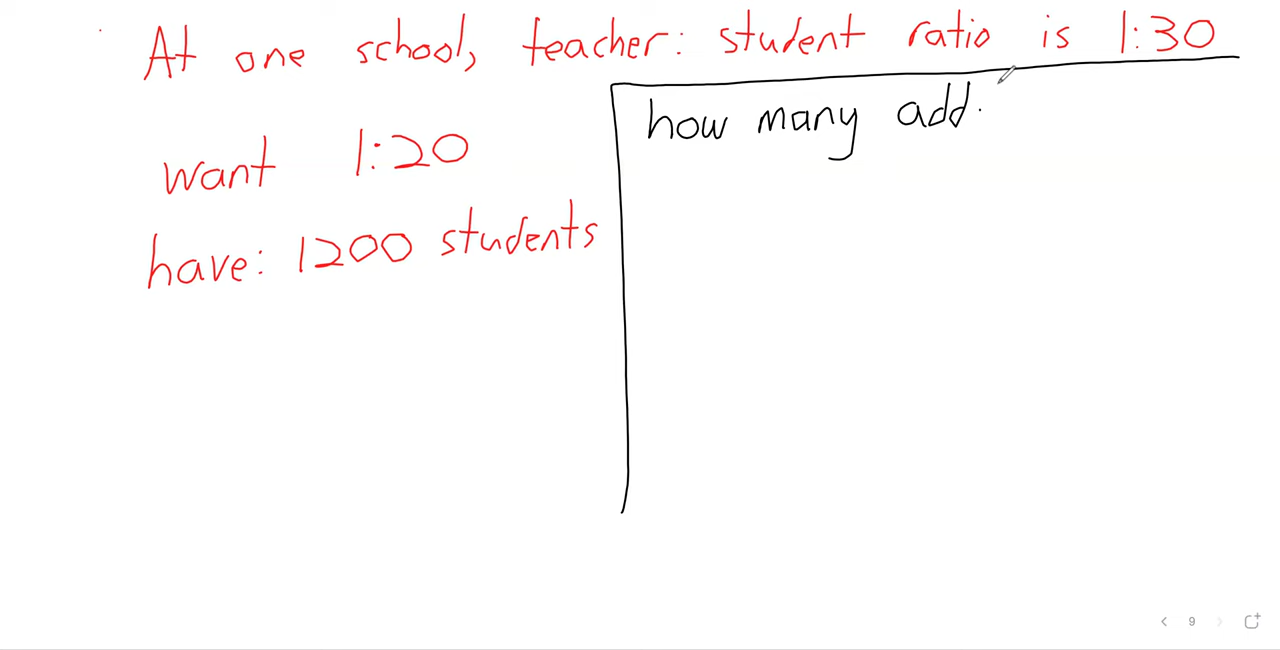 At one school, teacher: student ratio is 1:30
how many add.
want 1:20
have: 1200 students
9